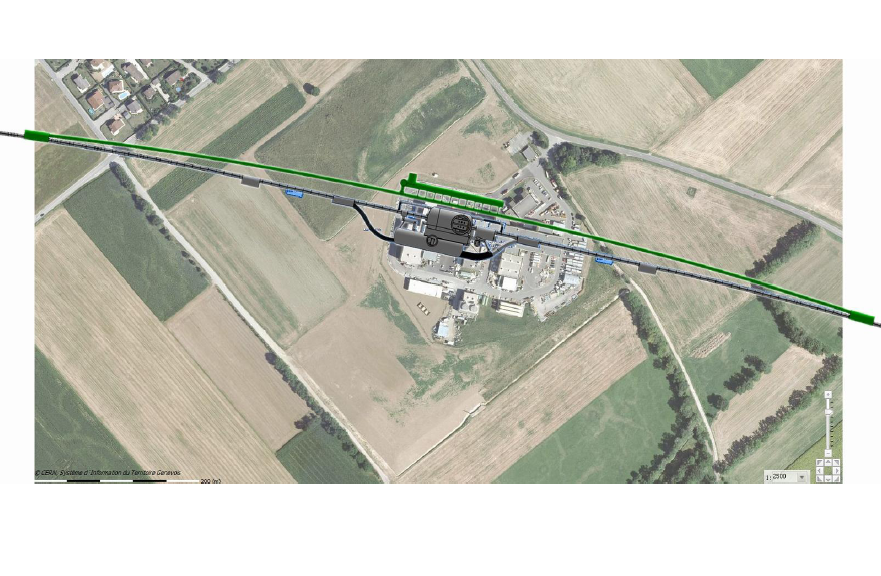 © CERN, Système d'Information du Territoire Genevois
200 (m)
1: 2500